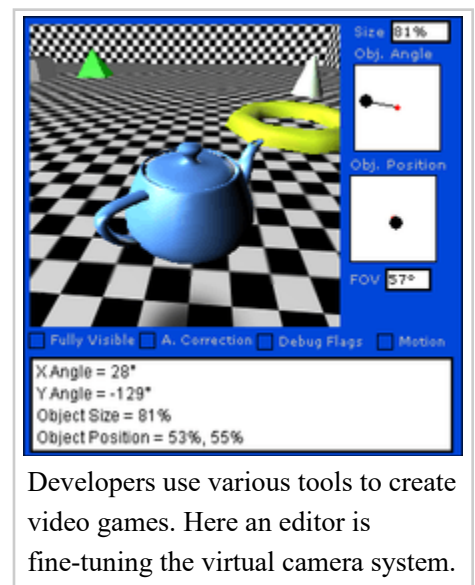 Size 81%
Obj. Angle
Obj. Position
FOV 57°
Fully Visible A. Correction Debug Flags Motion
X Angle = 28°
Y Angle = -129°
Object Size = 81%
Object Position = 53%, 55%
Developers use various tools to create
video games. Here an editor is
fine-tuning the virtual camera system.